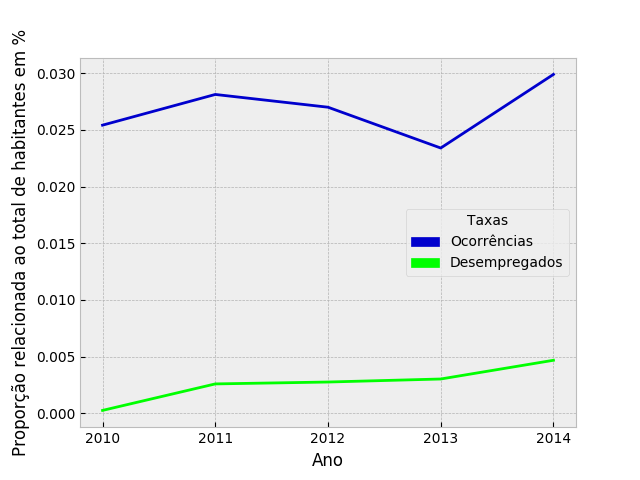 Proporção relacionada ao total de habitantes em %
0.030
0.025
0.020
0.015
0.010
0.005
0.000
Taxas
Ocorrências
Desempregados
2010 2011 2012 2013 2014
Ano